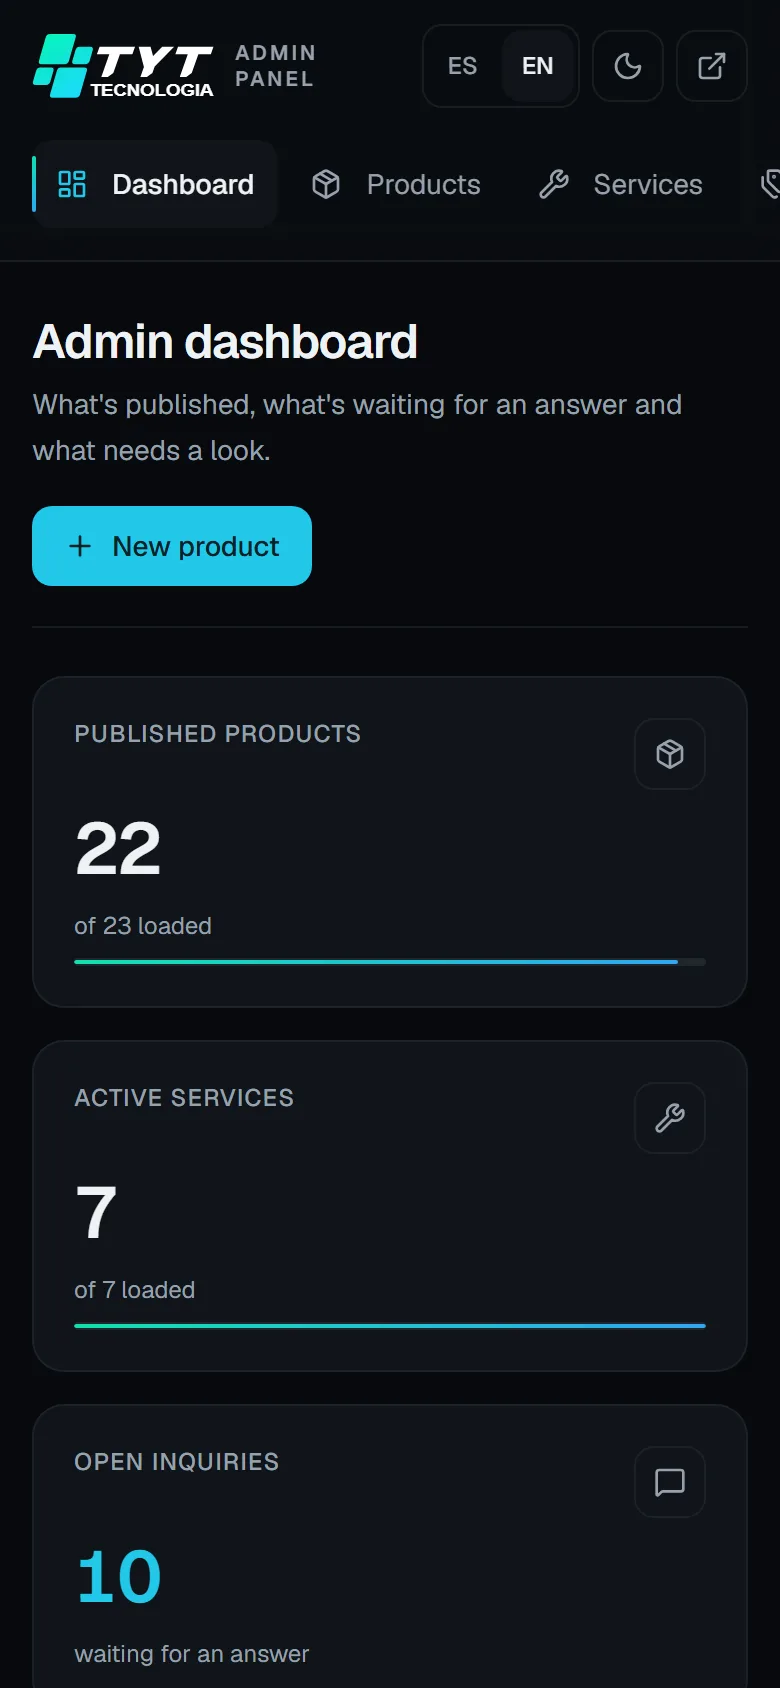 TYT
TECNOLOGIA
ADMIN
PANEL
ES
EN
Dashboard
Products
Services
Admin dashboard
What's published, what's waiting for an answer and
what needs a look.
New product
PUBLISHED PRODUCTS
22
of 23 loaded
ACTIVE SERVICES
7
of 7 loaded
OPEN INQUIRIES
10
waiting for an answer